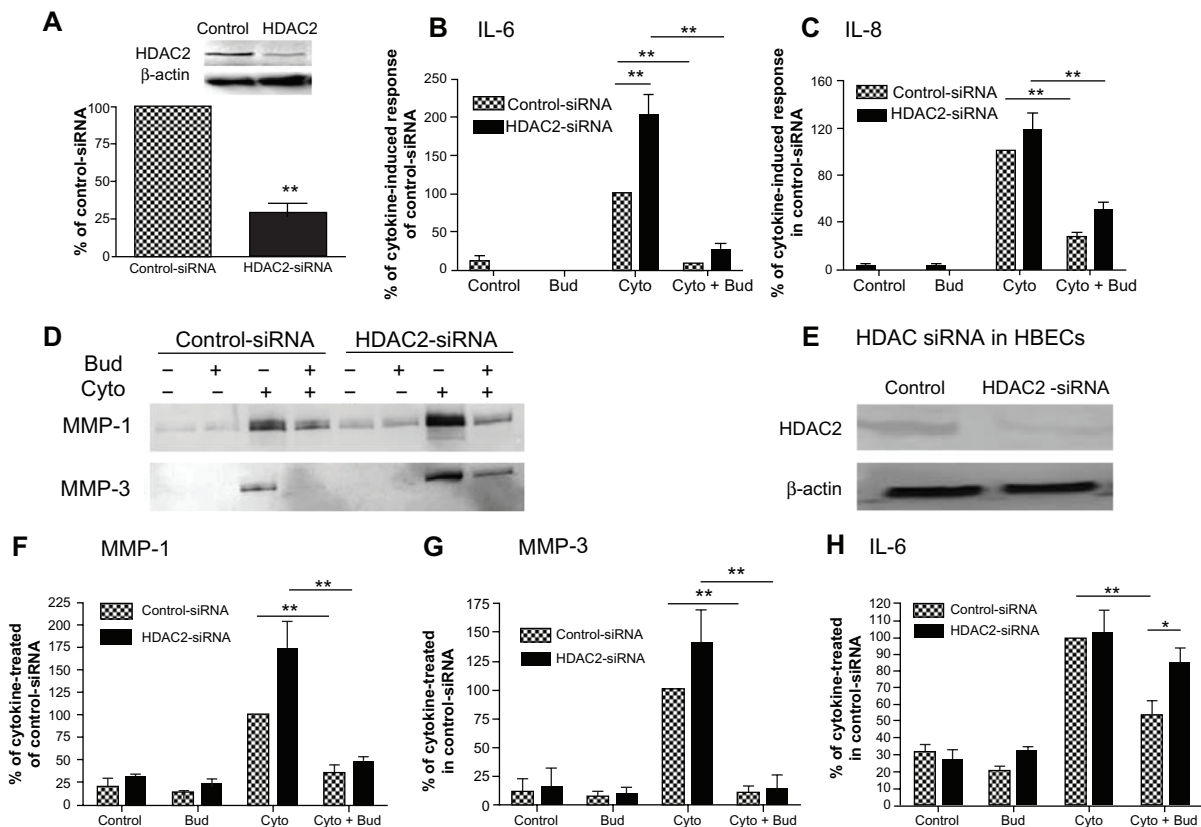 A
Control HDAC2
HDAC2
β-actin
% of control-siRNA
100
75
50
25
0
**
Control-siRNA HDAC2-siRNA
B IL-6
% of cytokine-induced response
of control-siRNA
250
200
150
100
50
0
Control-siRNA
HDAC2-siRNA
**
**
**
Control Bud Cyto Cyto + Bud
C IL-8
% of cytokine-induced response
in control-siRNA
160
120
80
40
0
Control-siRNA
HDAC2-siRNA
**
**
Control Bud Cyto Cyto + Bud
D Control-siRNA HDAC2-siRNA
Bud – + – + – + – +
Cyto – – + + – – + +
MMP-1
MMP-3
E HDAC siRNA in HBECs
Control HDAC2 -siRNA
HDAC2
β-actin
F MMP-1
% of cytokine-treated
of control-siRNA
225
200
175
150
125
100
75
50
25
0
Control-siRNA
HDAC2-siRNA
**
**
Control Bud Cyto Cyto + Bud
G MMP-3
% of cytokine-treated
in control-siRNA
175
150
125
100
75
50
25
0
Control-siRNA
HDAC2-siRNA
**
**
Control Bud Cyto Cyto + Bud
H IL-6
% of cytokine-treated
in control-siRNA
120
110
100
90
80
70
60
50
40
30
20
10
0
Control-siRNA
HDAC2-siRNA
**
*
Control Bud Cyto Cyto + Bud